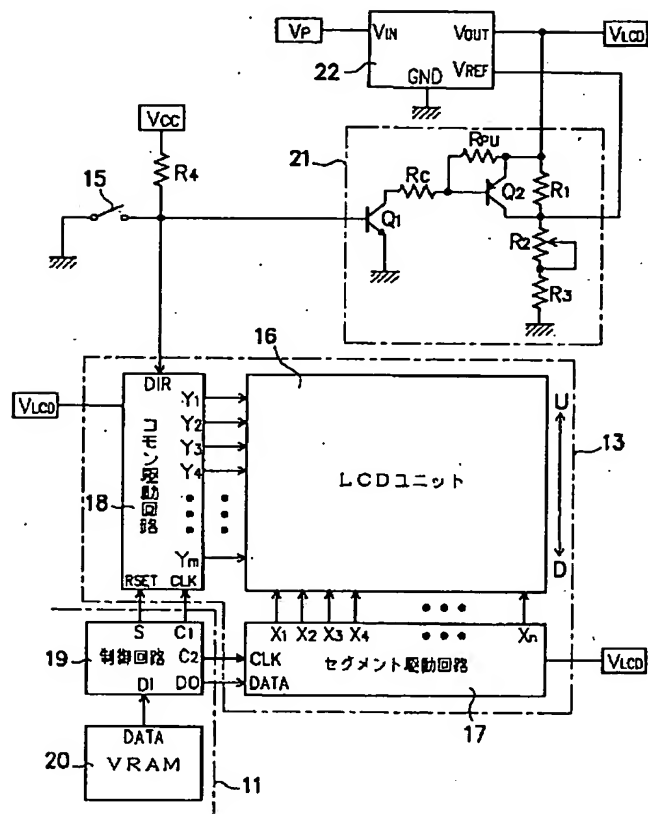 VP
VIN
VOUT
VLCD
VREF
22
GND
VCC
21
RPU
15
R4
RC
Q2
R1
Q1
R2
R3
16
DIR
U
VLCD
Y1
13
Y2
コモン駆動回路
Y3
Y4
LCDユニット
18
Ym
D
RSET
CLK
S
C1
X1
X2
X3
X4
Xn
19
制御回路
C2
CLK
セグメント駆動回路
VLCD
DI
DO
DATA
17
DATA
20
VRAM
11